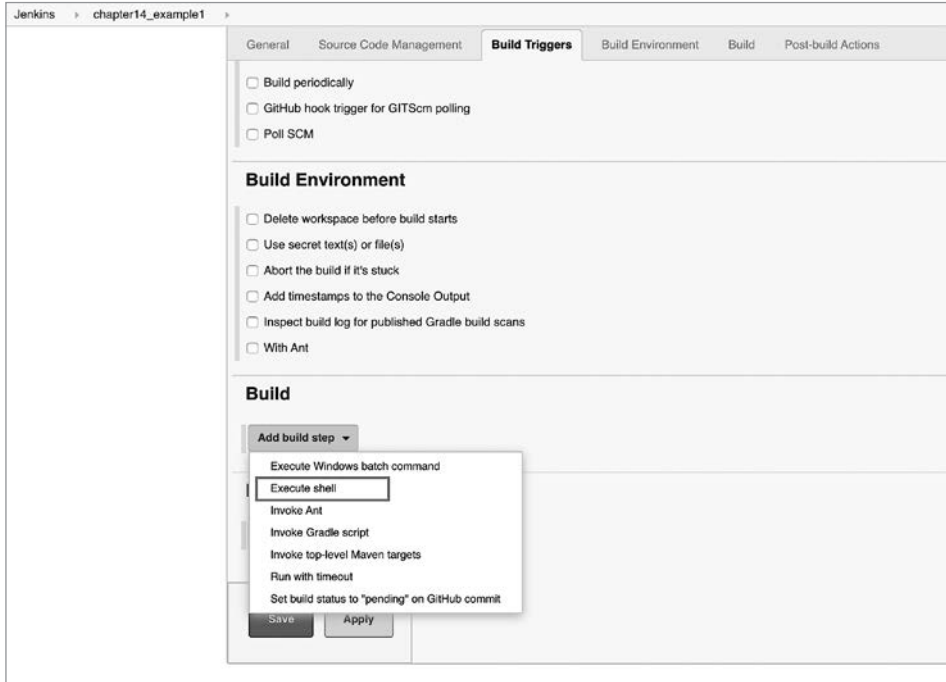 Jenkins chapter14_example1
General Source Code Management Build Triggers Build Environment Build Post-build Actions
Build periodically
GitHub hook trigger for GITScm polling
Poll SCM
Build Environment
Delete workspace before build starts
Use secret text(s) or file(s)
Abort the build if it's stuck
Add timestamps to the Console Output
Inspect build log for published Gradle build scans
With Ant
Build
Add build step
Execute Windows batch command
Execute shell
Invoke Ant
Invoke Gradle script
Invoke top-level Maven targets
Run with timeout
Set build status to "pending" on GitHub commit
Save Apply